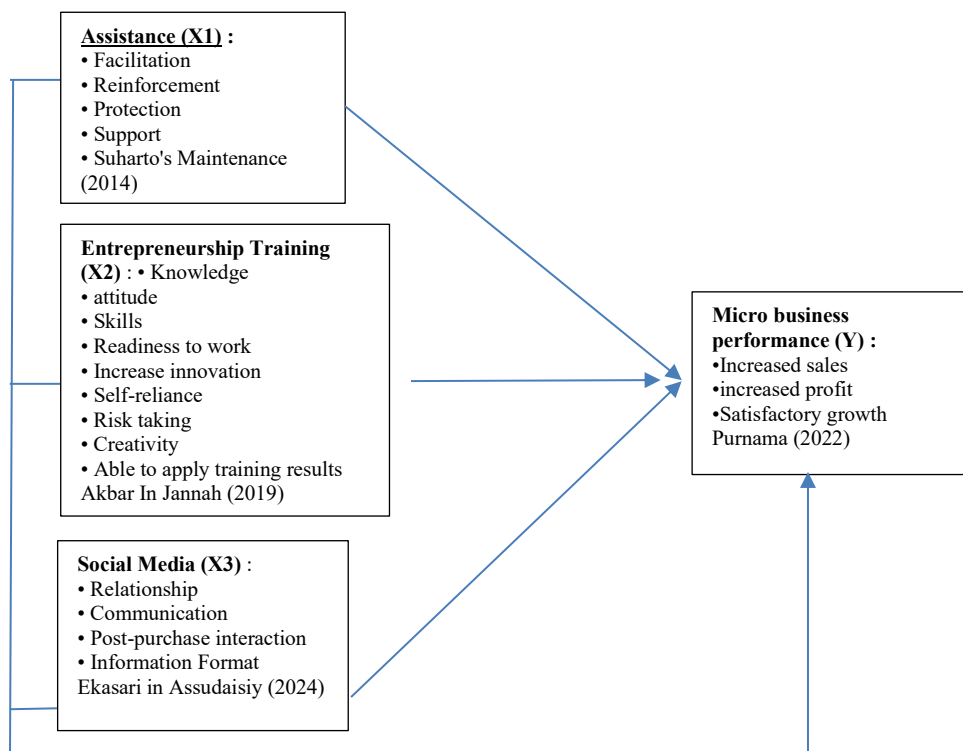 Assistance (X1) :
• Facilitation
• Reinforcement
• Protection
• Support
• Suharto's Maintenance
(2014)
Entrepreneurship Training
(X2) : • Knowledge
• attitude
• Skills
• Readiness to work
• Increase innovation
• Self-reliance
• Risk taking
• Creativity
• Able to apply training results
Akbar In Jannah (2019)
Social Media (X3) :
• Relationship
• Communication
• Post-purchase interaction
• Information Format
Ekasari in Assudaisiy (2024)
Micro business
performance (Y) :
•Increased sales
•increased profit
•Satisfactory growth
Purnama (2022)